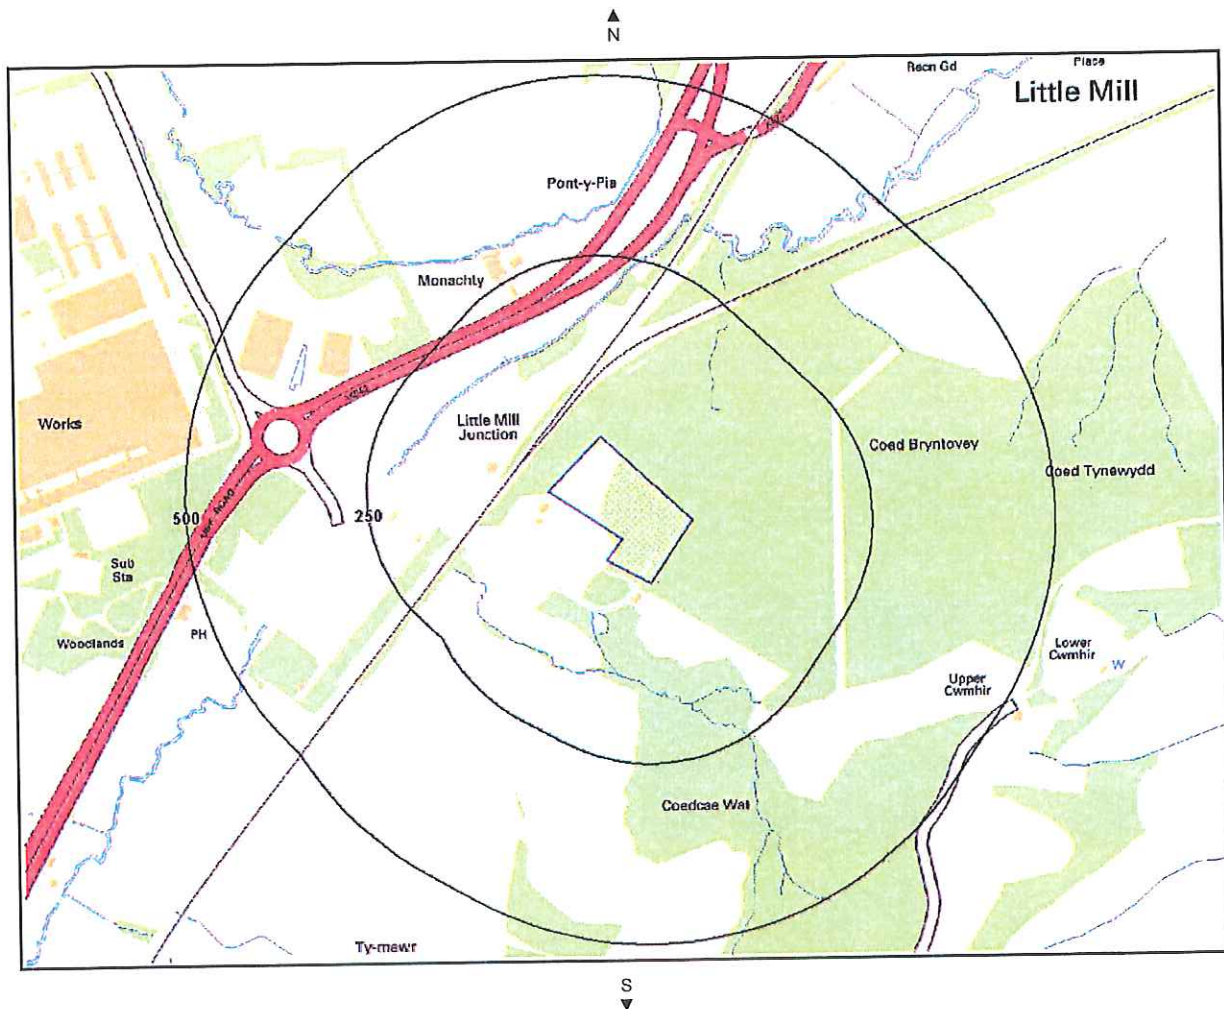 N
Recn Gd
Place
Little Mill
Pont-y-Pia
Monachty
Works
Little Mill
Junction
Coed Bryntovey
Coed Tynewydd
500
250
Sub
Sta
Woodlands
PH
Lower
Cwmhir
W
Upper
Cwmhir
Coedcae Wat
Ty-mawr
S